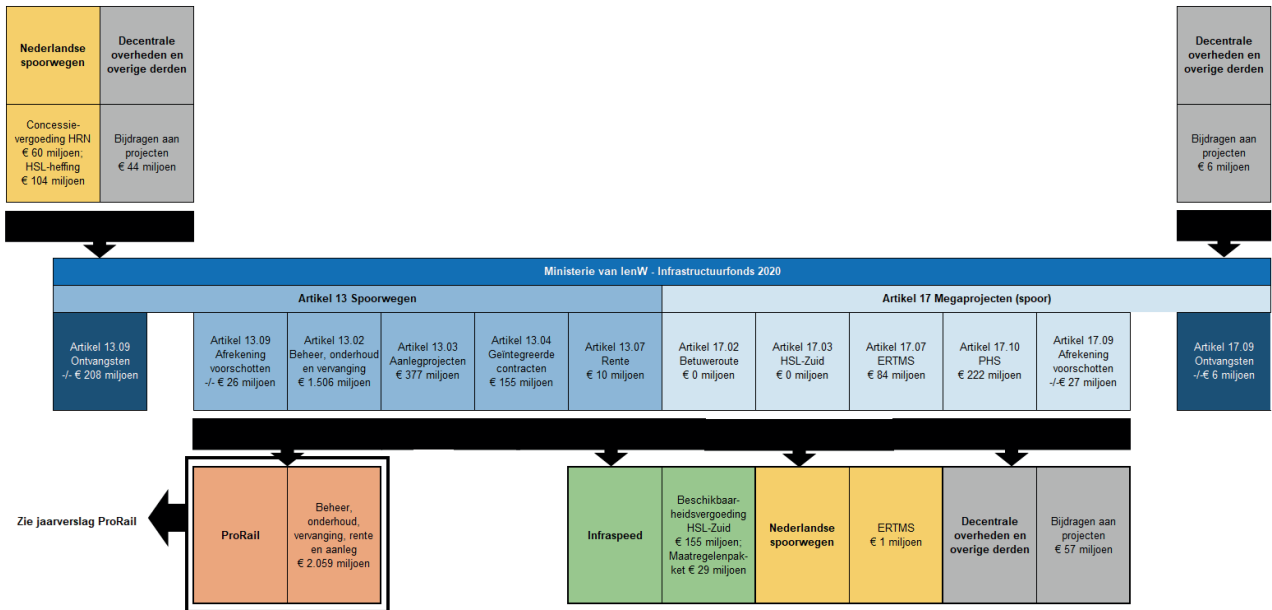 Nederlandse
spoorwegen
Decentrale
overheden en
overige derden
Decentrale
overheden en
overige derden
Concessie-
vergoeding HRN
€ 60 miljoen;
HSL-heffing
€ 104 miljoen
Bijdragen aan
projecten
€ 44 miljoen
Bijdragen aan
projecten
€ 6 miljoen
Ministerie van IenW - Infrastructuurfonds 2020
Artikel 13 Spoorwegen
Artikel 17 Megaprojecten (spoor)
Artikel 13.09
Ontvangsten
-/- € 208 miljoen
Artikel 13.09
Afrekening
voorschotten
-/- € 26 miljoen
Artikel 13.02
Beheer, onderhoud
en vervanging
€ 1.506 miljoen
Artikel 13.03
Aanlegprojecten
€ 377 miljoen
Artikel 13.04
Geïntegreerde
contracten
€ 155 miljoen
Artikel 13.07
Rente
€ 10 miljoen
Artikel 17.02
Betuweroute
€ 0 miljoen
Artikel 17.03
HSL-Zuid
€ 0 miljoen
Artikel 17.07
ERTMS
€ 84 miljoen
Artikel 17.10
PHS
€ 222 miljoen
Artikel 17.09
Afrekening
voorschotten
-/-€ 27 miljoen
Artikel 17.09
Ontvangsten
-/-€ 6 miljoen
Zie jaarverslag ProRail
ProRail
Beheer,
onderhoud,
vervanging, rente
en aanleg
€ 2.059 miljoen
Infraspeed
Beschikbaar-
heidsvergoeding
HSL-Zuid
€ 155 miljoen;
Maatregelenpak-
ket € 29 miljoen
Nederlandse
spoorwegen
ERTMS
€ 1 miljoen
Decentrale
overheden en
overige derden
Bijdragen aan
projecten
€ 57 miljoen